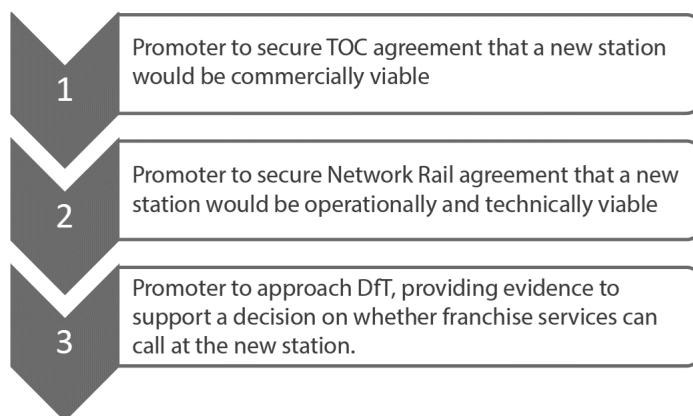 1
Promoter to secure TOC agreement that a new station
would be commercially viable
2
Promoter to secure Network Rail agreement that a new
station would be operationally and technically viable
3
Promoter to approach DfT, providing evidence to
support a decision on whether franchise services can
call at the new station.